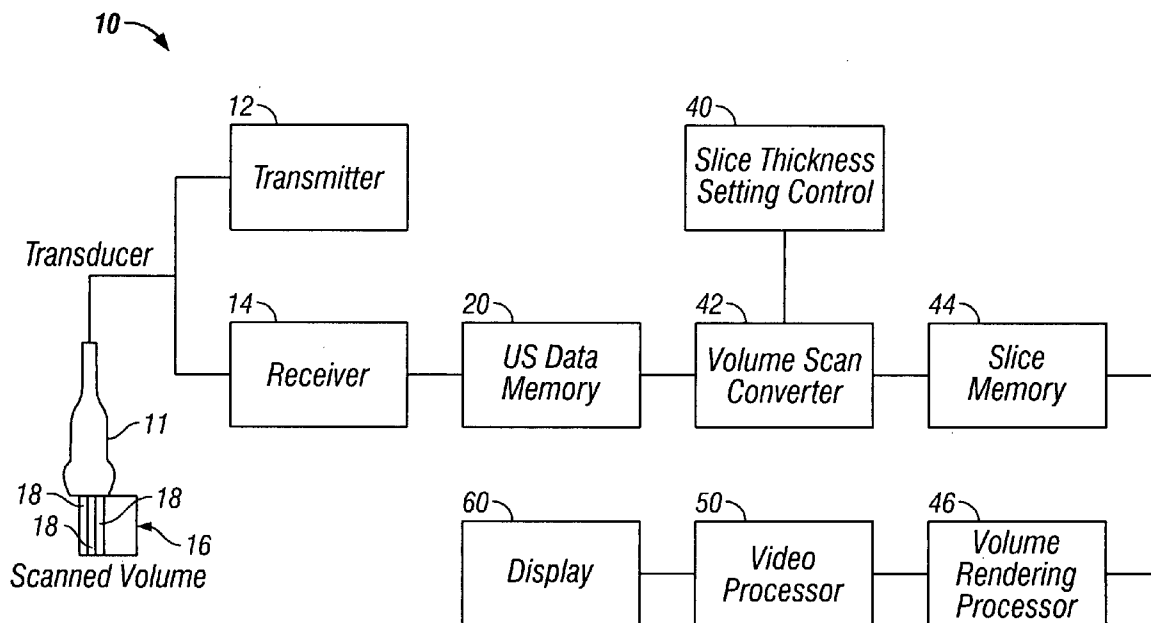 10
12
Transmitter
40
Slice Thickness
Setting Control
Transducer
14
Receiver
20
US Data
Memory
42
Volume Scan
Converter
44
Slice
Memory
11
18
18
18
16
Scanned Volume
60
Display
50
Video
Processor
46
Volume
Rendering
Processor